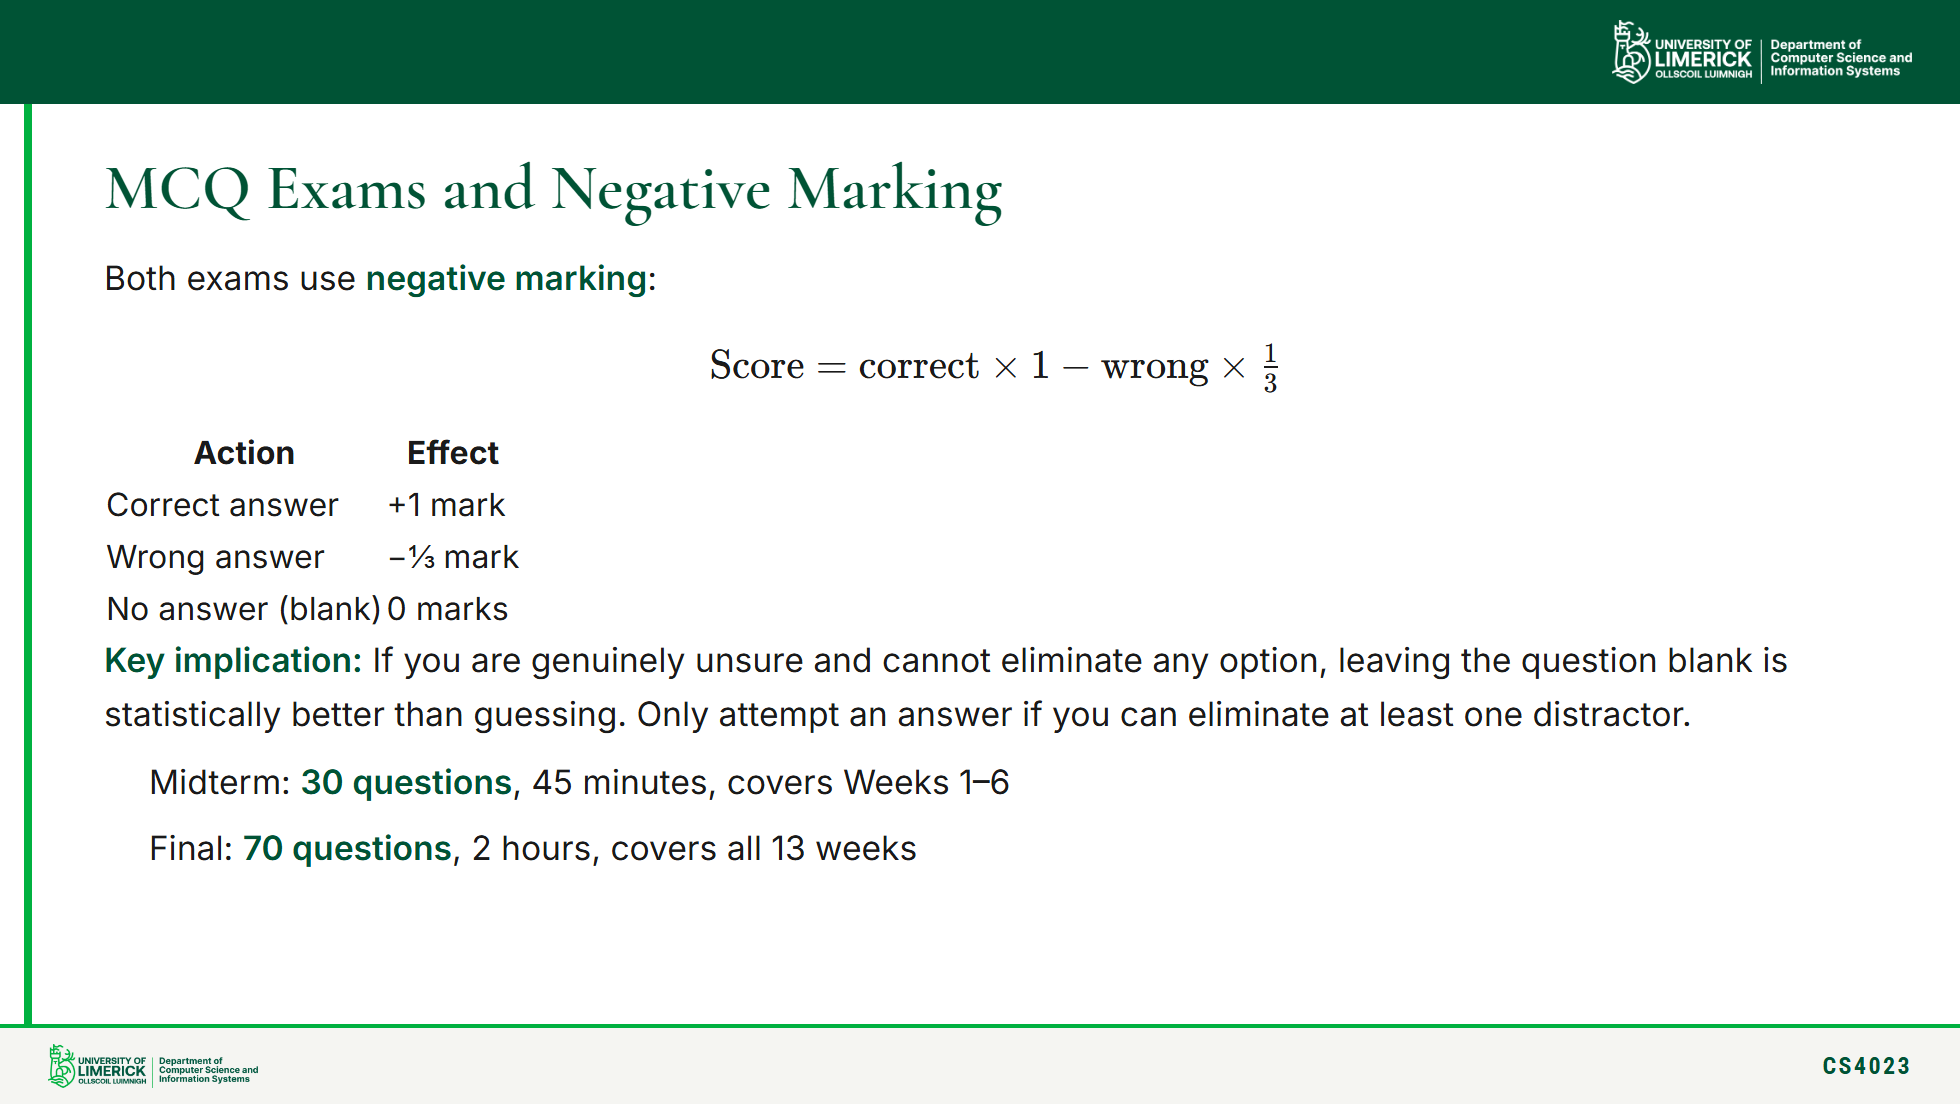 UNIVERSITY OF
LIMERICK
OLLSCOIL LUIMNIGH
Department of
Computer Science and
Information Systems
MCQ Exams and Negative Marking
Both exams use negative marking:
Score = correct × 1 − wrong × 1/3
Action Effect
Correct answer +1 mark
Wrong answer −⅓ mark
No answer (blank) 0 marks
Key implication: If you are genuinely unsure and cannot eliminate any option, leaving the question blank is
statistically better than guessing. Only attempt an answer if you can eliminate at least one distractor.
Midterm: 30 questions, 45 minutes, covers Weeks 1–6
Final: 70 questions, 2 hours, covers all 13 weeks
UNIVERSITY OF
LIMERICK
OLLSCOIL LUIMNIGH
Department of
Computer Science and
Information Systems
CS4023